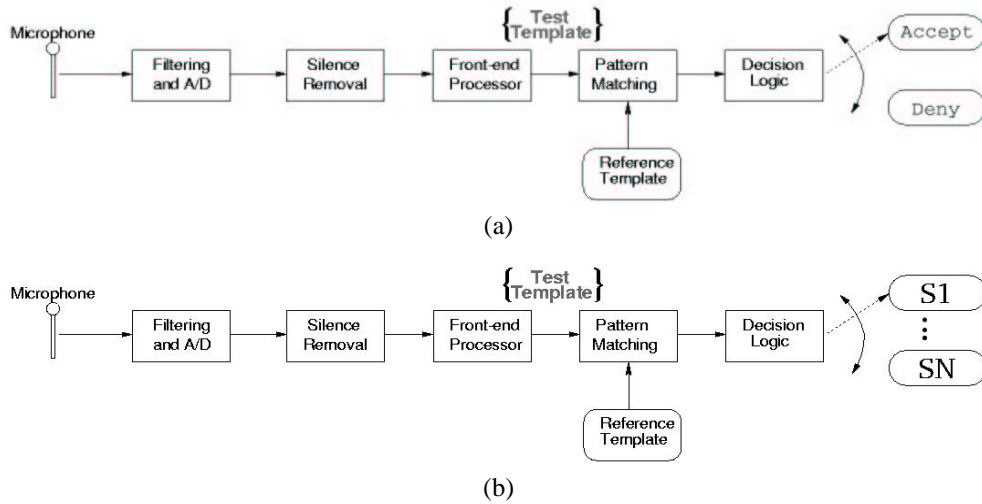 {Test
Template}
Microphone
Accept
Filtering
and A/D
Silence
Removal
Front-end
Processor
Pattern
Matching
Decision
Logic
Deny
Reference
Template
(a)
{Test
Template}
Microphone
S1
Filtering
and A/D
Silence
Removal
Front-end
Processor
Pattern
Matching
Decision
Logic
SN
Reference
Template
(b)